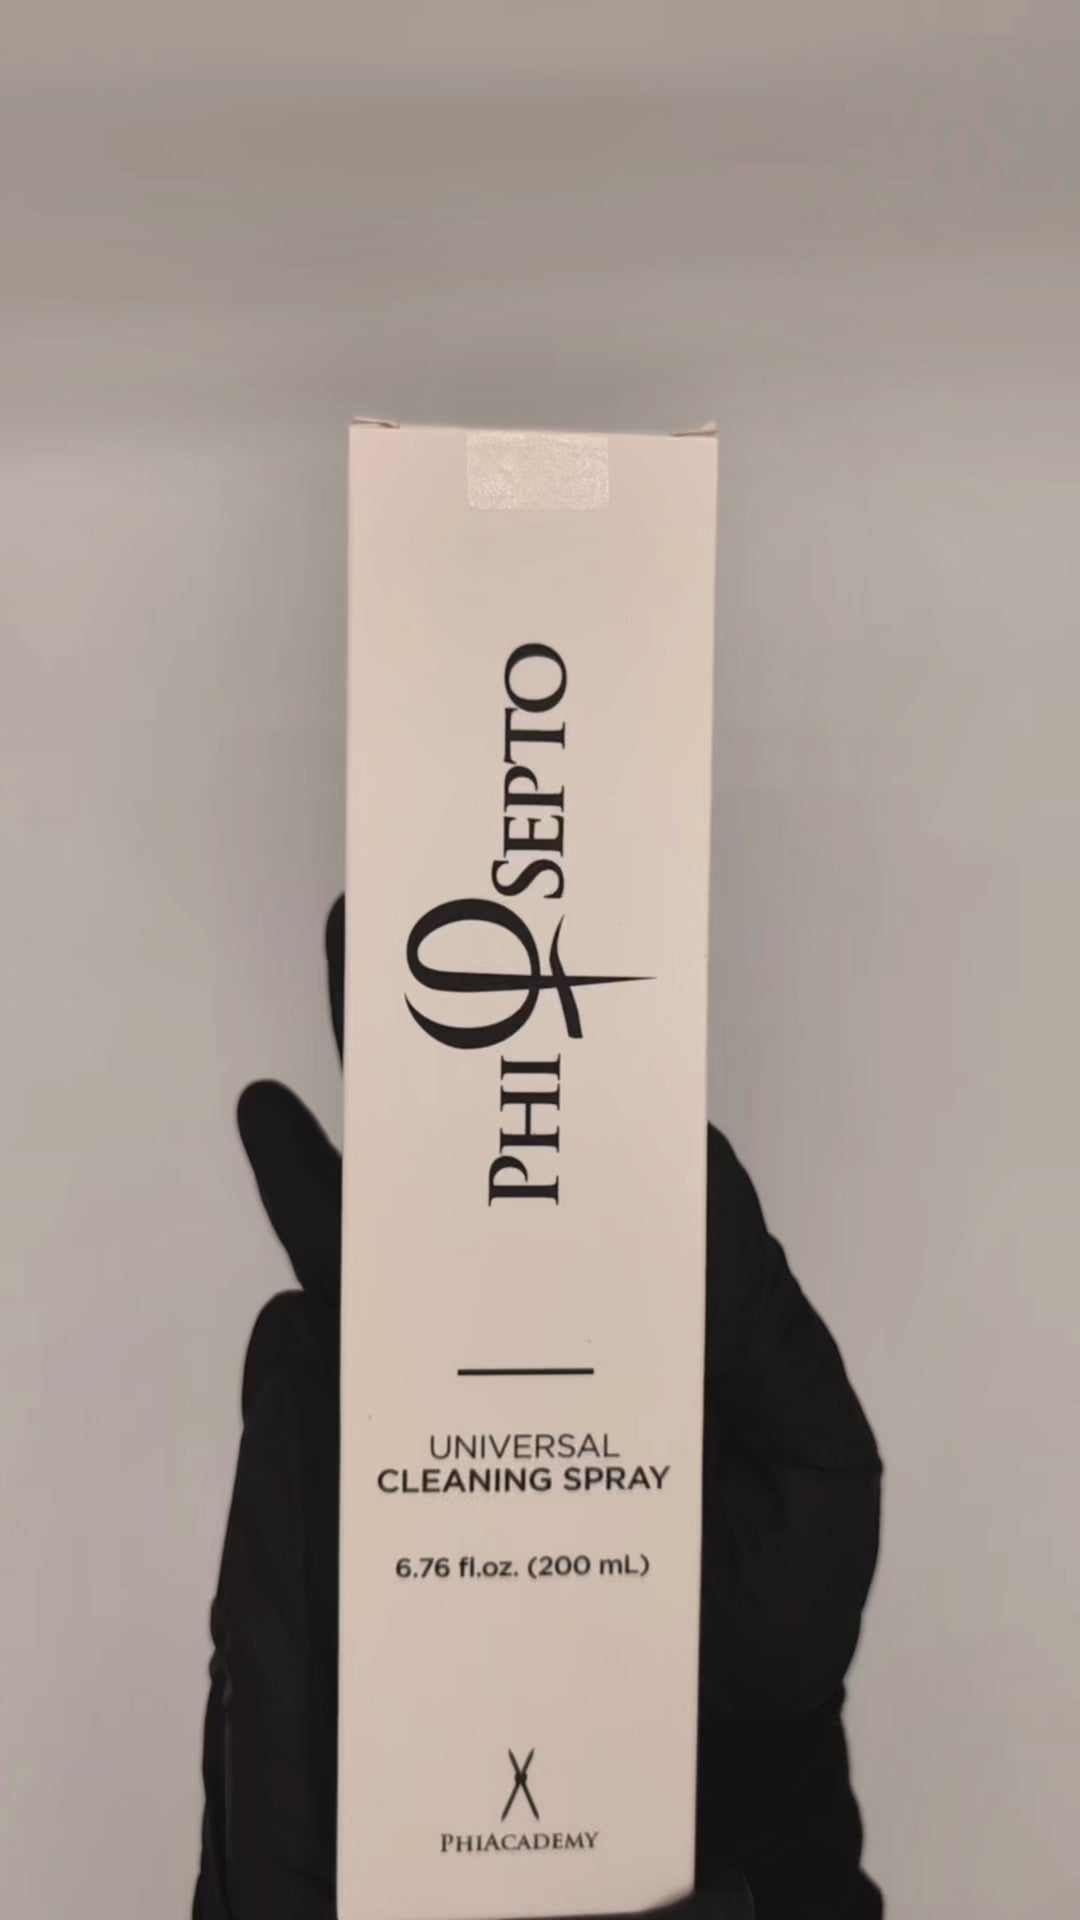 PHI SEPTO
UNIVERSAL
CLEANING SPRAY
6.76 fl.oz. (200 mL)
PHIACADEMY